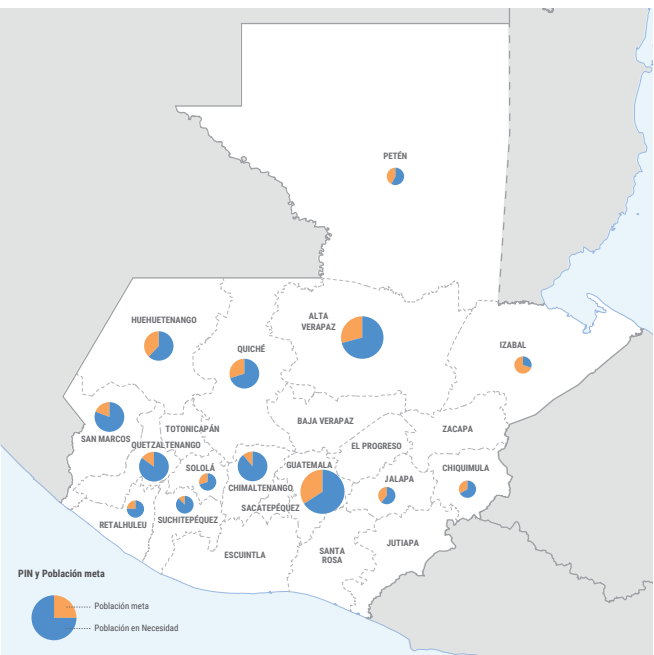 PETÉN
HUEHUETENANGO
ALTA
VERAPAZ
QUICHÉ
IZABAL
SAN MARCOS
TOTONICAPÁN
BAJA VERAPAZ
ZACAPA
QUETZALTENANGO
EL PROGRESO
SOLOLÁ
GUATEMALA
CHIQUIMULA
CHIMALTENANGO
JALAPA
SACATEPÉQUEZ
RETALHULEU
SUCHITEPÉQUEZ
JUTIAPA
ESCUINTLA
SANTA
ROSA
PIN y Población meta
Población meta
Población en Necesidad